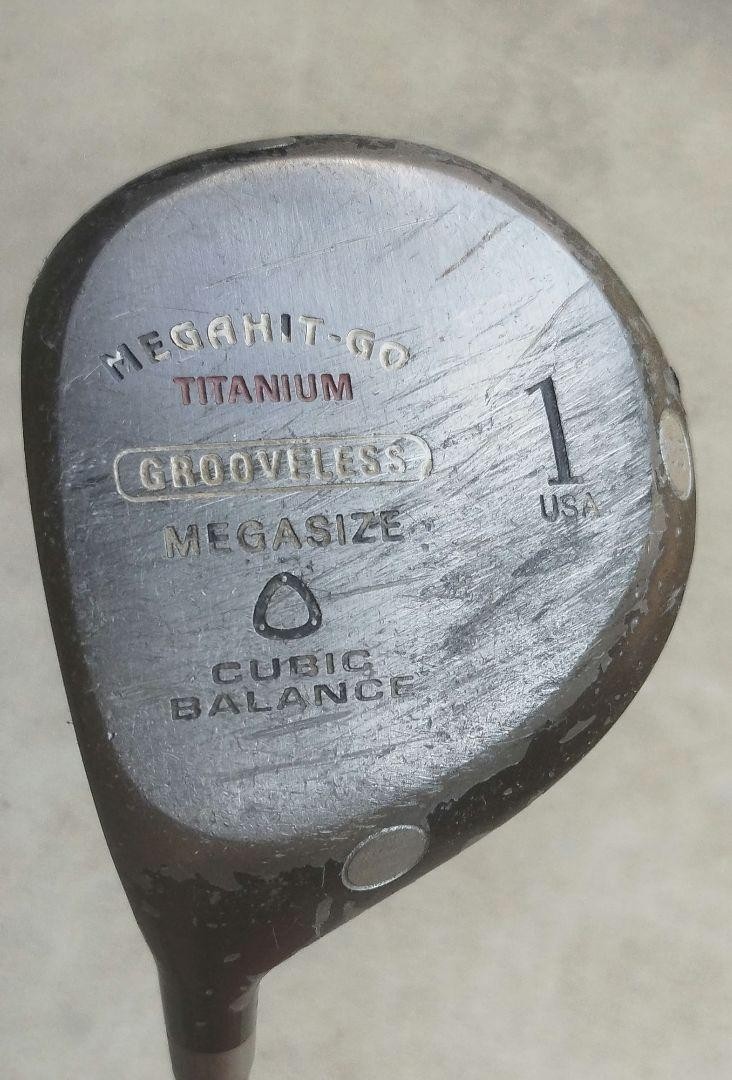 MEGAHIT-GO
TITANIUM
GROOVELESS
MEGASIZE
CUBIC
BALANCE
1
USA